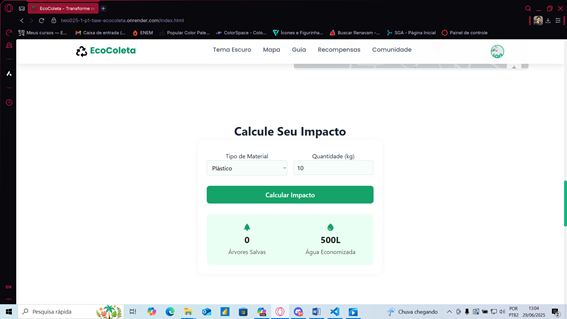 EcoColeta - Transforme
tiwo025-1-p1-tiaw-ecocoleta.onrender.com/index.html
Meus cursos — E...
Caixa de entrada (...
ENEM
Popular Color Pale...
ColorSpace - Colo...
Ícones e Figurinha...
Buscar Renavam -...
SGA - Página Inicial
Painel de controle
EcoColeta
Tema Escuro
Mapa
Guia
Recompensas
Comunidade
Calcule Seu Impacto
Tipo de Material
Quantidade (kg)
Plástico
10
Calcular Impacto
0
500L
Árvores Salvas
Água Economizada
Pesquisa rápida
Chuva chegando
POR
PTB2
13:04
29/06/2025